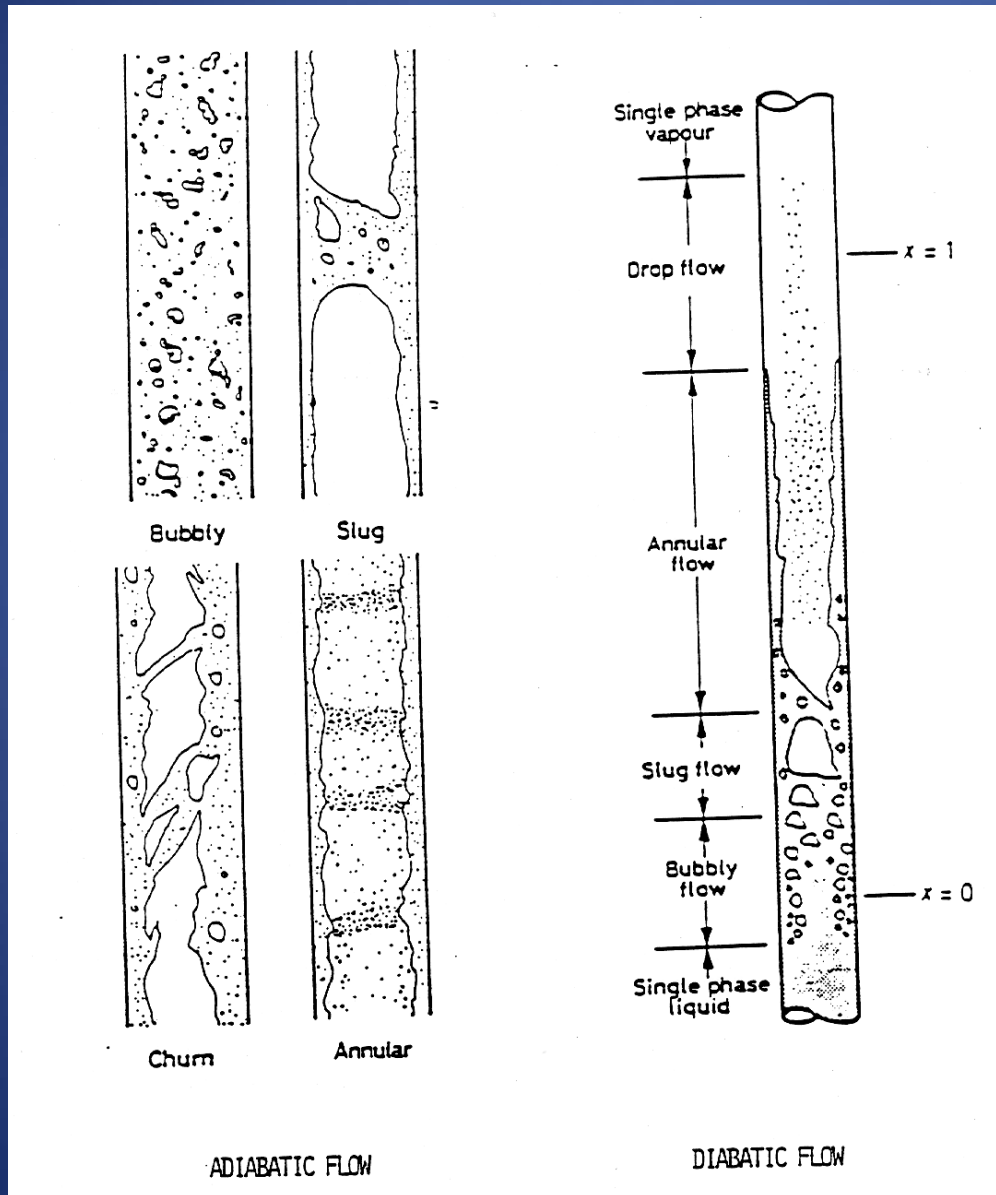 Bubbly
Slug
Churn
Annular
ADIABATIC FLOW
Single phase
vapour
Drop flow
Annular
flow
Slug flow
Bubbly
flow
Single phase
liquid
x = 1
x = 0
DIABATIC FLOW